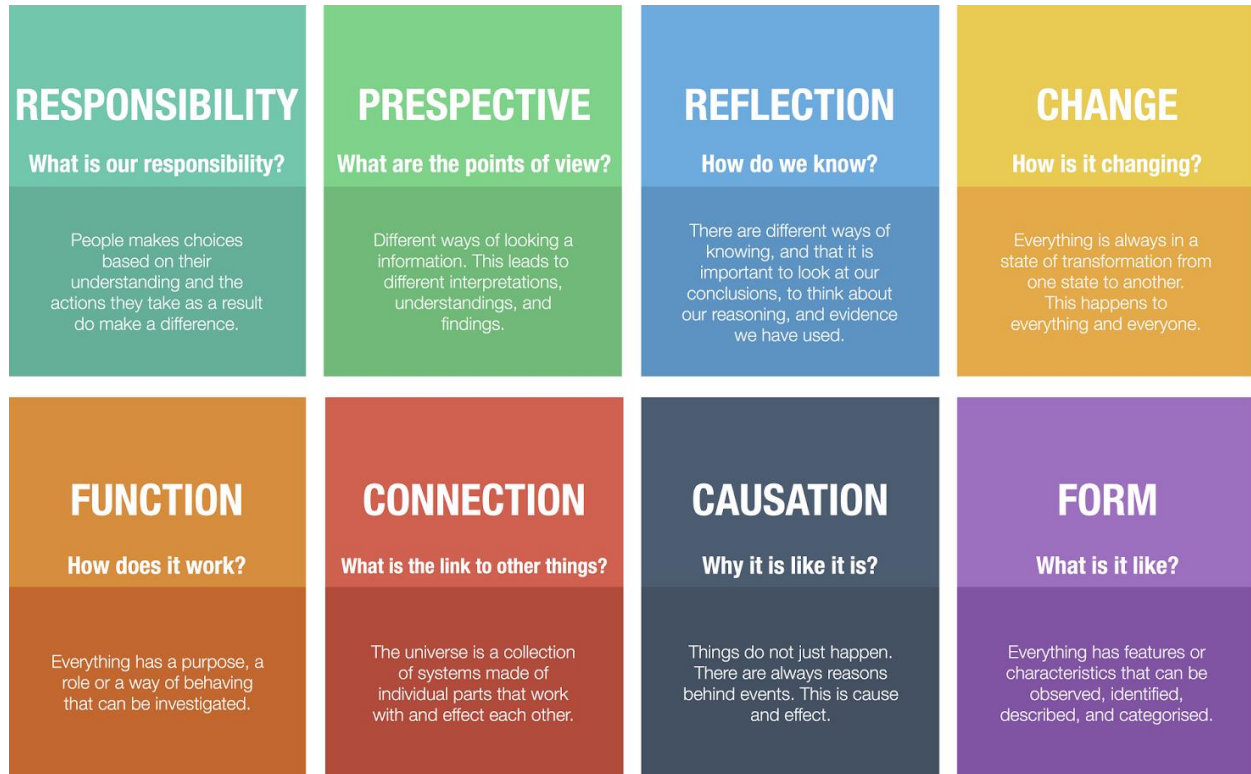 RESPONSIBILITY
What is our responsibility?
People makes choices
based on their
understanding and the
actions they take as a result
do make a difference.
PRESPECTIVE
What are the points of view?
Different ways of looking a
information. This leads to
different interpretations,
understandings, and
findings.
REFLECTION
How do we know?
There are different ways of
knowing, and that it is
important to look at our
conclusions, to think about
our reasoning, and evidence
we have used.
CHANGE
How is it changing?
Everything is always in a
state of transformation from
one state to another.
This happens to
everything and everyone.
FUNCTION
How does it work?
Everything has a purpose, a
role or a way of behaving
that can be investigated.
CONNECTION
What is the link to other things?
The universe is a collection
of systems made of
individual parts that work
with and effect each other.
CAUSATION
Why it is like it is?
Things do not just happen.
There are always reasons
behind events. This is cause
and effect.
FORM
What is it like?
Everything has features or
characteristics that can be
observed, identified,
described, and categorised.